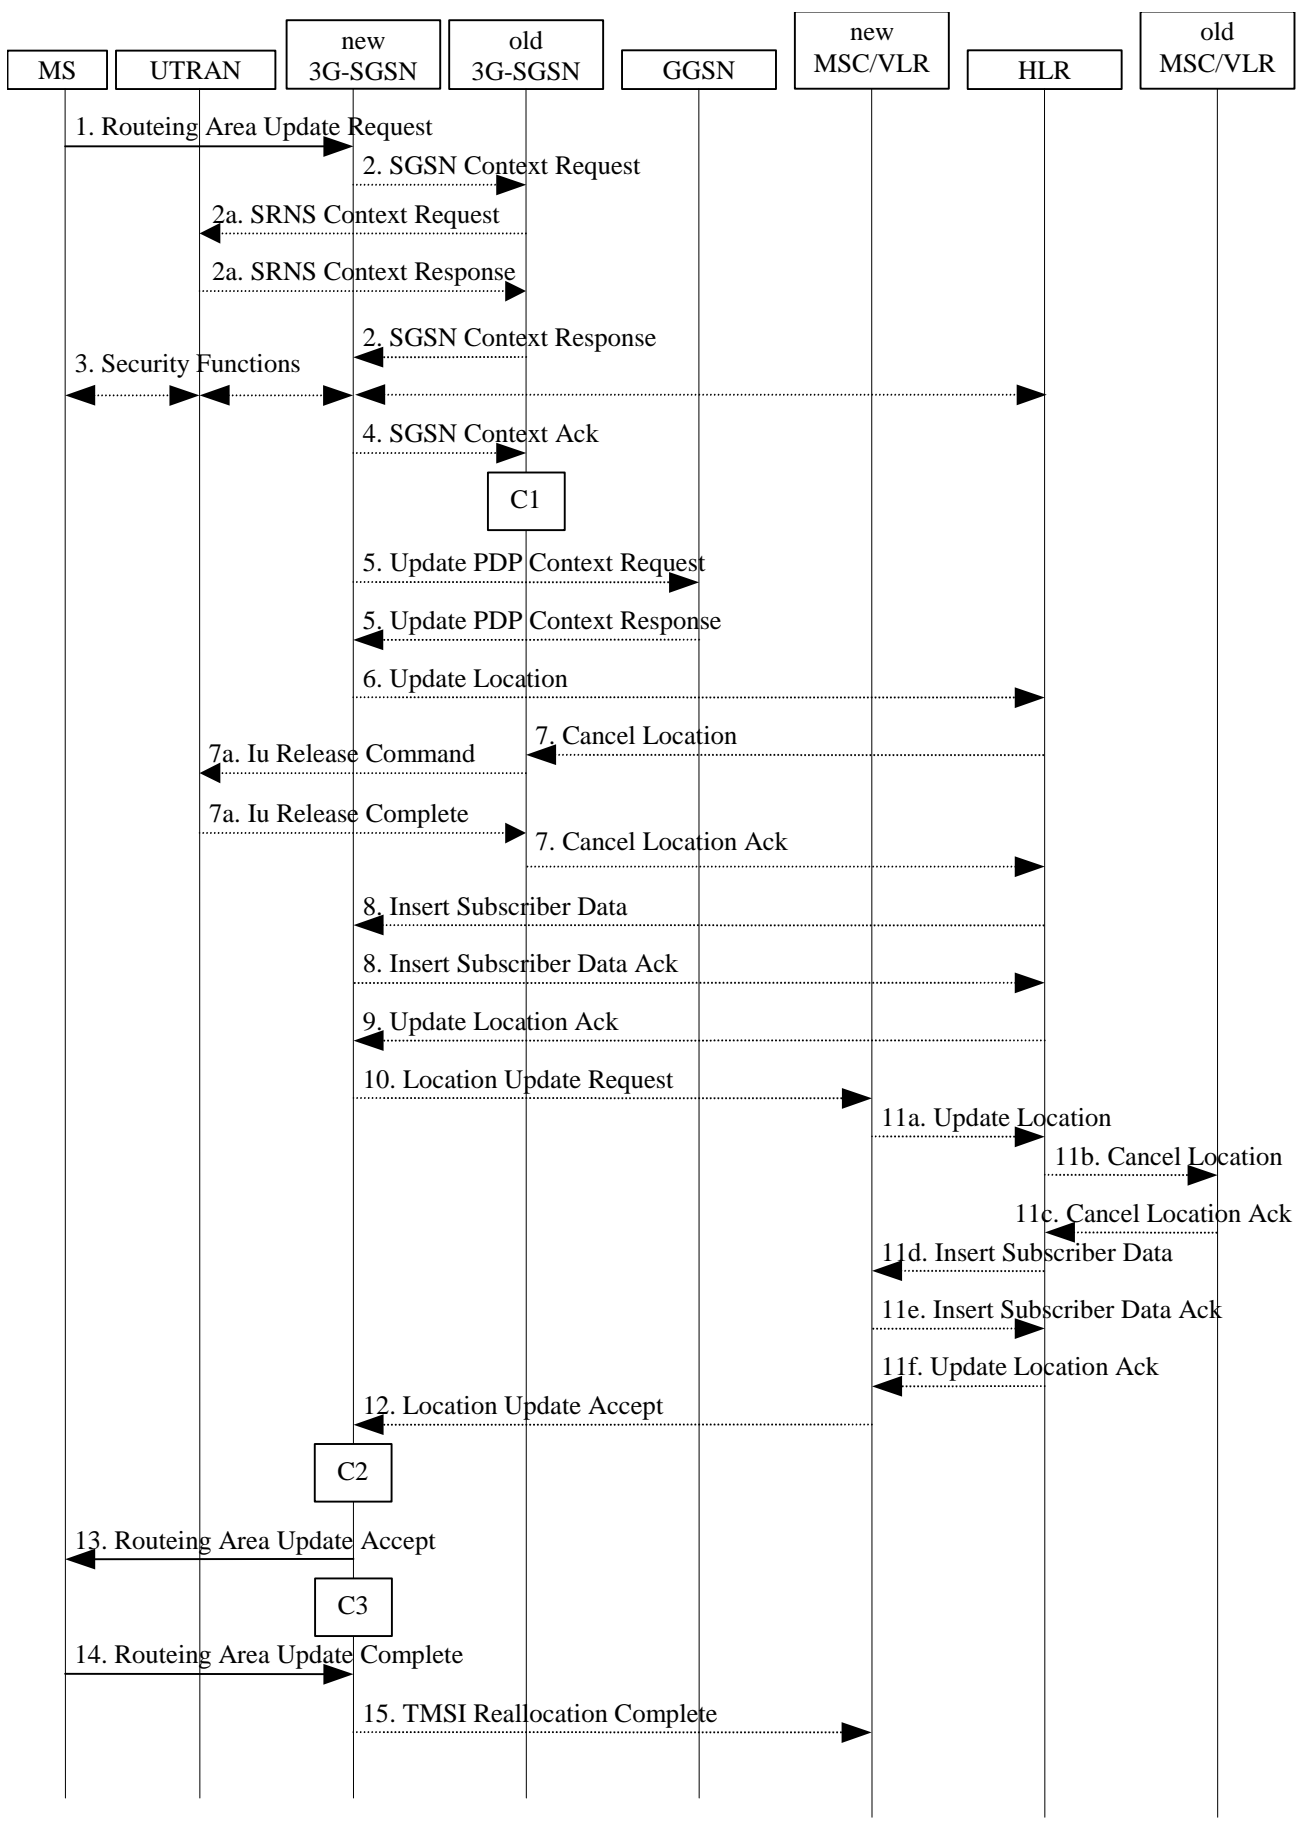 MS
UTRAN
new
3G-SGSN
old
3G-SGSN
GGSN
new
MSC/VLR
HLR
old
MSC/VLR
1. Routeing Area Update Request
2. SGSN Context Request
2a. SRNS Context Request
2a. SRNS Context Response
2. SGSN Context Response
3. Security Functions
4. SGSN Context Ack
C1
5. Update PDP Context Request
5. Update PDP Context Response
6. Update Location
7. Cancel Location
7a. Iu Release Command
7a. Iu Release Complete
7. Cancel Location Ack
8. Insert Subscriber Data
8. Insert Subscriber Data Ack
9. Update Location Ack
10. Location Update Request
11a. Update Location
11b. Cancel Location
11c. Cancel Location Ack
11d. Insert Subscriber Data
11e. Insert Subscriber Data Ack
11f. Update Location Ack
12. Location Update Accept
C2
13. Routeing Area Update Accept
C3
14. Routeing Area Update Complete
15. TMSI Reallocation Complete